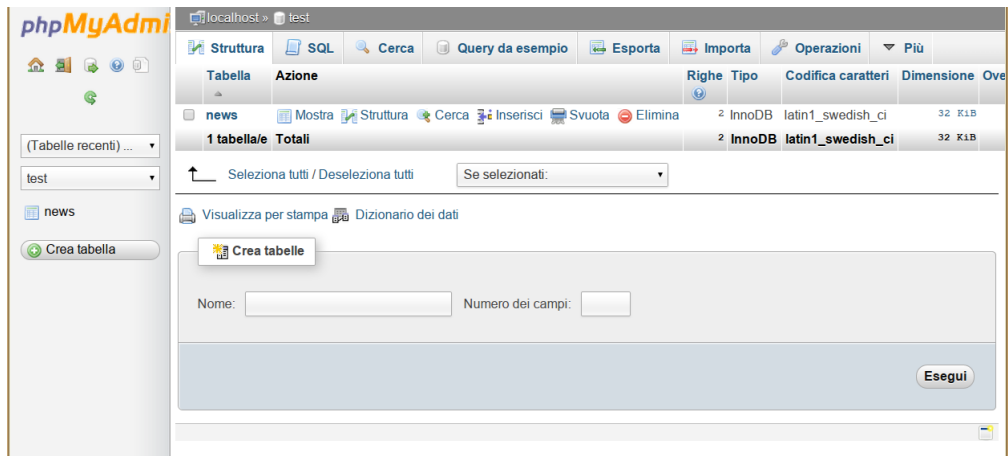 phpMyAdmi
localhost » test
Struttura SQL Cerca Query da esempio Esporta Importa Operazioni Più
Tabella Azione Righe Tipo Codifica caratteri Dimensione Ove
news Mostra Struttura Cerca Inserisci Svuota Elimina 2 InnoDB latin1_swedish_ci 32 KiB
1 tabella/e Totali 2 InnoDB latin1_swedish_ci 32 KiB
(Tabelle recenti) ...
test
news
Crea tabella
Seleziona tutti / Deseleziona tutti Se selezionati:
Visualizza per stampa Dizionario dei dati
Crea tabelle
Nome: Numero dei campi:
Esegui